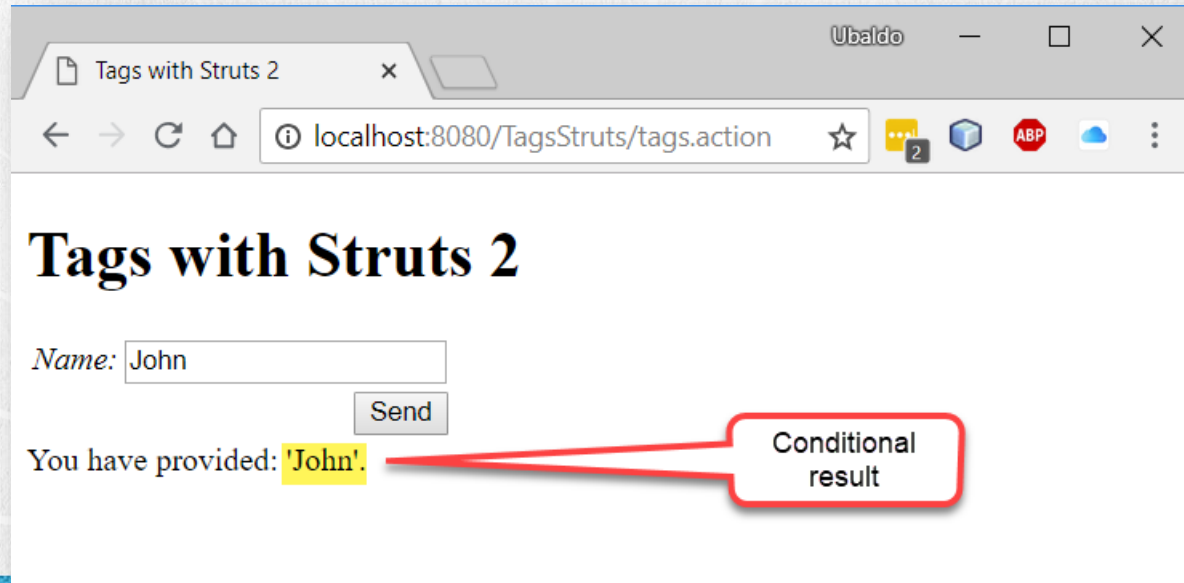 Ubaldo
Tags with Struts 2
localhost:8080/TagsStruts/tags.action
2
ABP
Tags with Struts 2
Name: John
Send
You have provided: 'John'.
Conditional
result